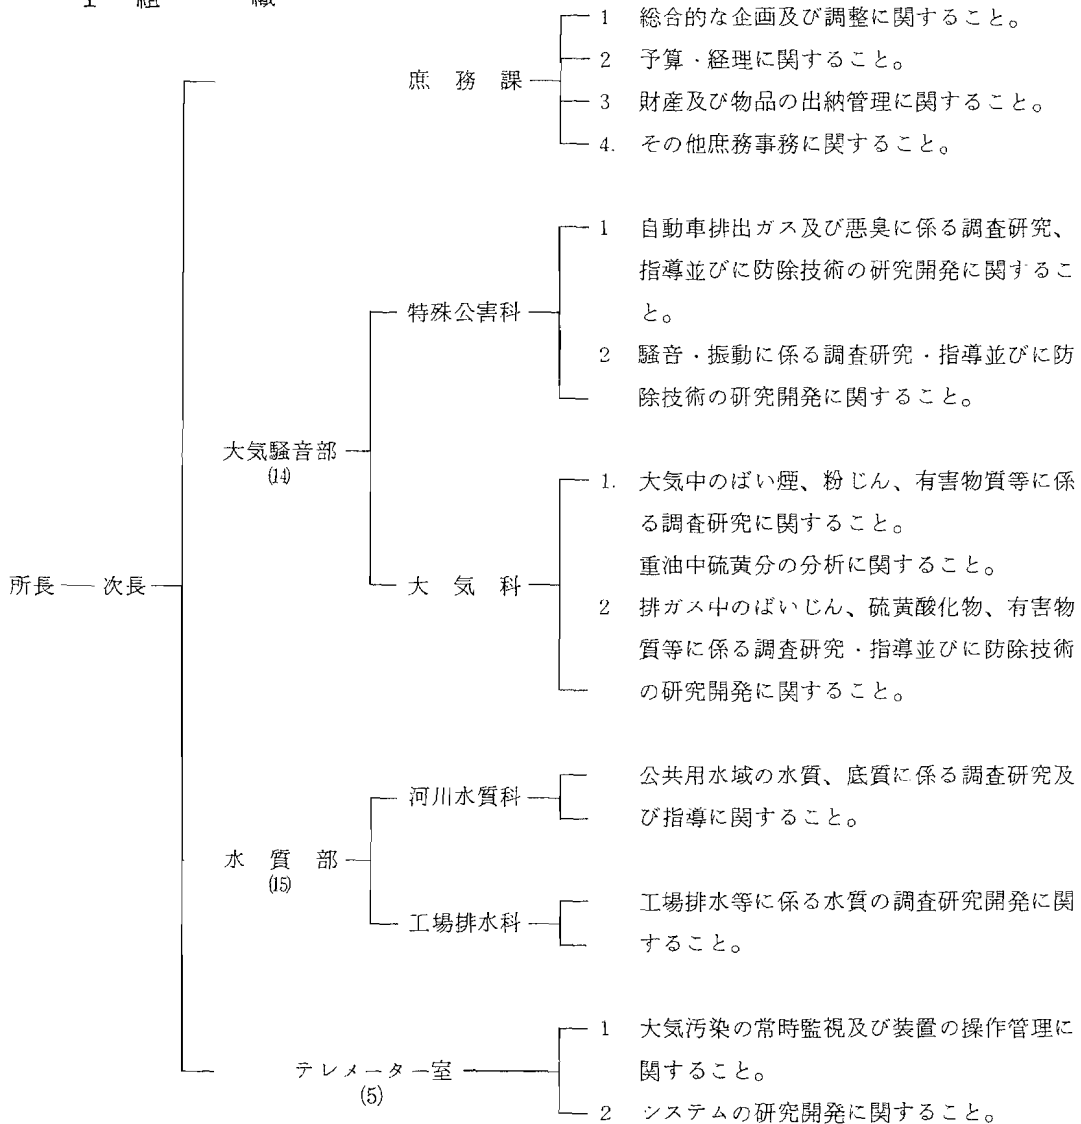 1 組 織
庶務課
1 総合的な企画及び調整に関すること。
2 予算・経理に関すること。
3 財産及び物品の出納管理に関すること。
4. その他庶務事務に関すること。
特殊公害科
1 自動車排出ガス及び悪臭に係る調査研究、
指導並びに防除技術の研究開発に関するこ
と。
2 騒音・振動に係る調査研究・指導並びに防
除技術の研究開発に関すること。
大気騒音部
(14)
大気科
1. 大気中のばい煙、粉じん、有害物質等に係
る調査研究に関すること。
重油中硫黄分の分析に関すること。
2 排ガス中のばいじん、硫黄酸化物、有害物
質等に係る調査研究・指導並びに防除技術
の研究開発に関すること。
所長 次長
河川水質科
公共用水域の水質、底質に係る調査研究及
び指導に関すること。
水質部
(15)
工場排水科
工場排水等に係る水質の調査研究開発に関
すること。
テレメーター室
(5)
1 大気汚染の常時監視及び装置の操作管理に
関すること。
2 システムの研究開発に関すること。